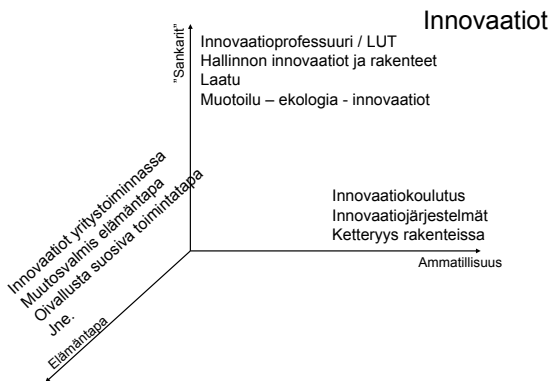 Innovaatiot
"Sankarit"
Innovaatioprofessuuri / LUT
Hallinnon innovaatiot ja rakenteet
Laatu
Muotoilu – ekologia - innovaatiot
Innovaatiot yritystoiminnassa
Muutosvalmis elämäntapa
Oivallusta suosiva toimintatapa
Jne.
Elämäntapa
Innovaatiokoulutus
Innovaatiojärjestelmät
Ketteryys rakenteissa
Ammatillisuus